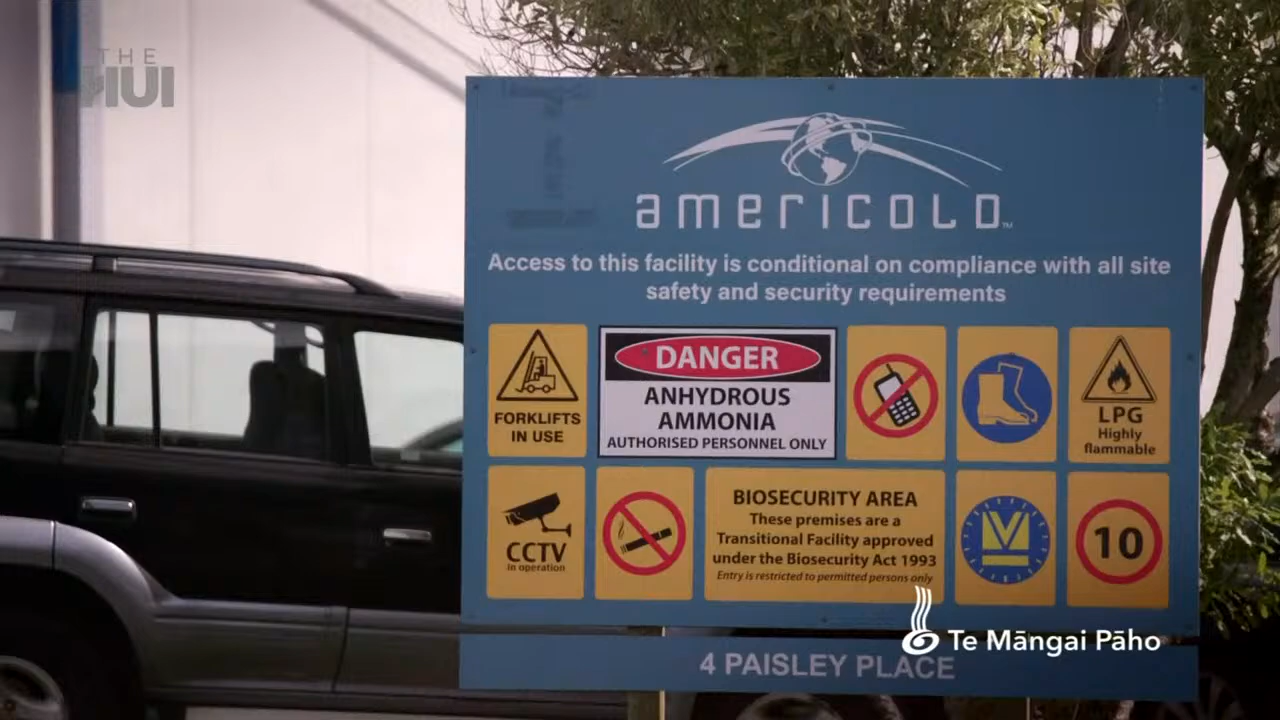 THE
HUI
americold™
Access to this facility is conditional on compliance with all site
safety and security requirements
FORKLIFTS
IN USE
DANGER
ANHYDROUS
AMMONIA
AUTHORISED PERSONNEL ONLY
LPG
Highly
flammable
CCTV
in operation
BIOSECURITY AREA
These premises are a
Transitional Facility approved
under the Biosecurity Act 1993
Entry is restricted to permitted persons only
10
Te Māngai Pāho
4 PAISLEY PLACE